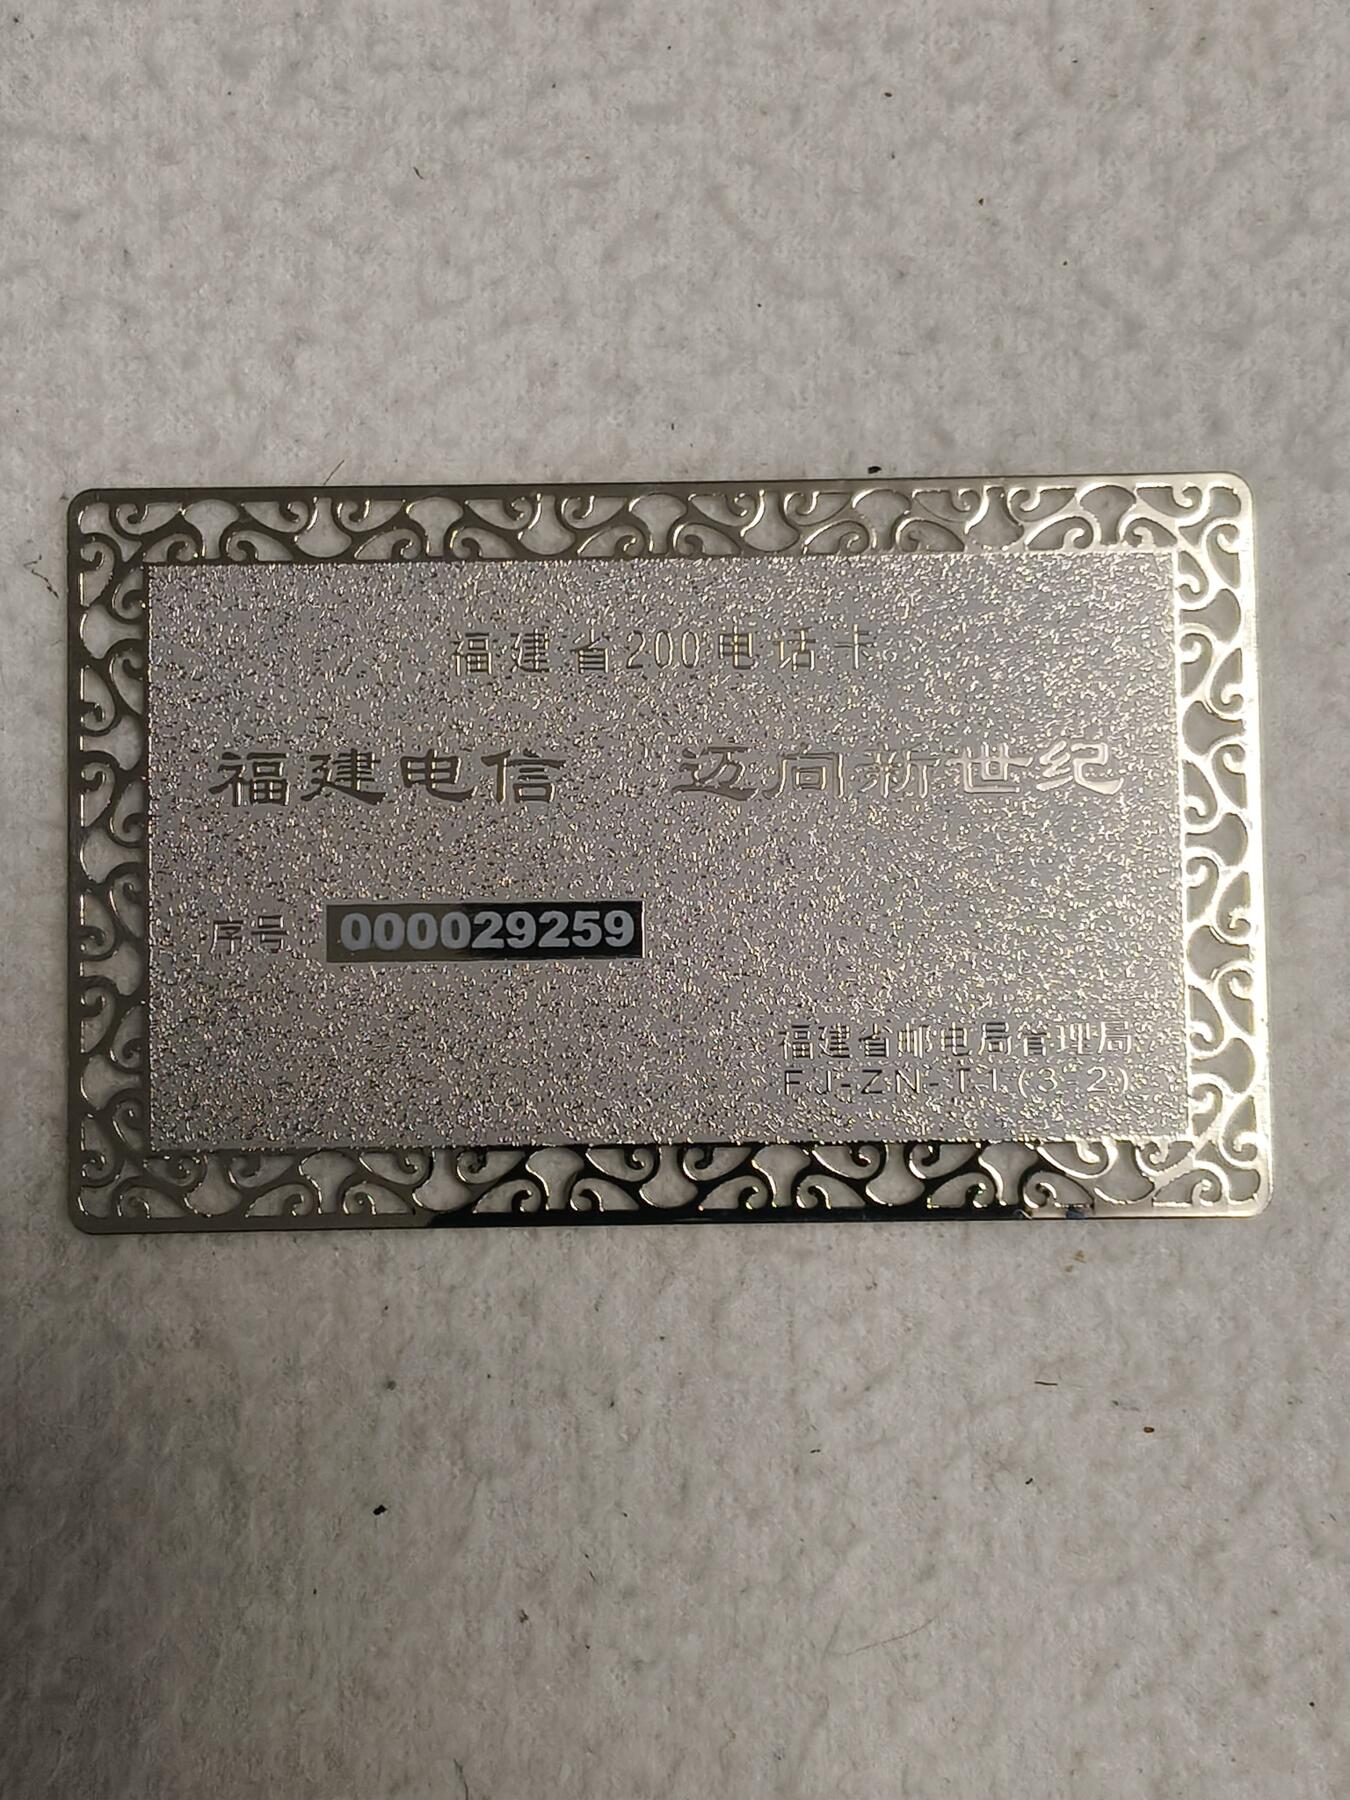 福建省200电话卡
福建电信 迈向新世纪
序号 000029259
福建省邮电局管理局
FJ-ZN-11(3-2)